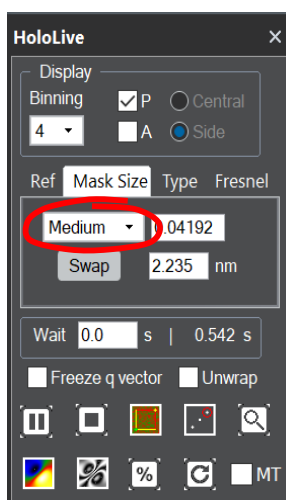 HoloLive ×
Display
Binning P Central
4 A Side
Ref Mask Size Type Fresnel
Medium 0.04192
Swap 2.235 nm
Wait 0.0 s | 0.542 s
Freeze q vector Unwrap
% % C MT